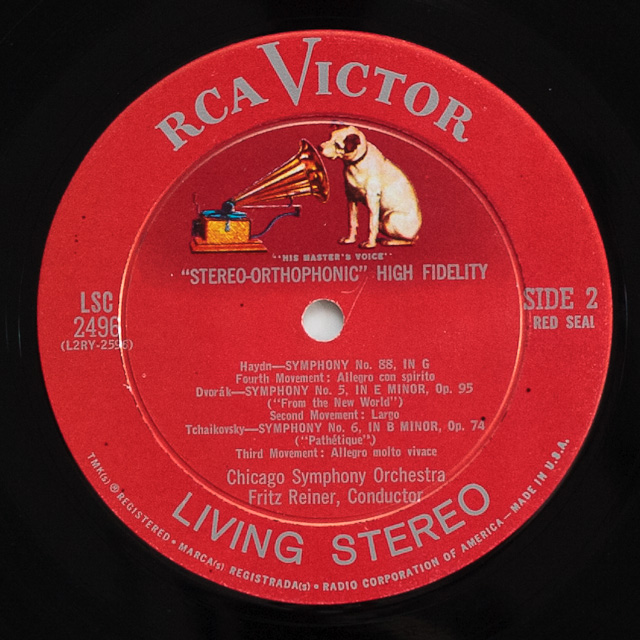 RCA VICTOR
"HIS MASTER'S VOICE"
"STEREO-ORTHOPHONIC" HIGH FIDELITY
LSC
2496
(L2RY-2596)
SIDE 2
RED SEAL
Haydn—SYMPHONY No. 88, IN G
Fourth Movement: Allegro con spirito
Dvorák—SYMPHONY No. 5, IN E MINOR, Op. 95
("From the New World")
Second Movement: Largo
Tchaikovsky—SYMPHONY No. 6, IN B MINOR, Op. 74
("Pathétique")
Third Movement: Allegro molto vivace
Chicago Symphony Orchestra
Fritz Reiner, Conductor
LIVING STEREO
TMK(s) ® REGISTERED • MARCA(s) REGISTRADA(s) • RADIO CORPORATION OF AMERICA—MADE IN U.S.A.